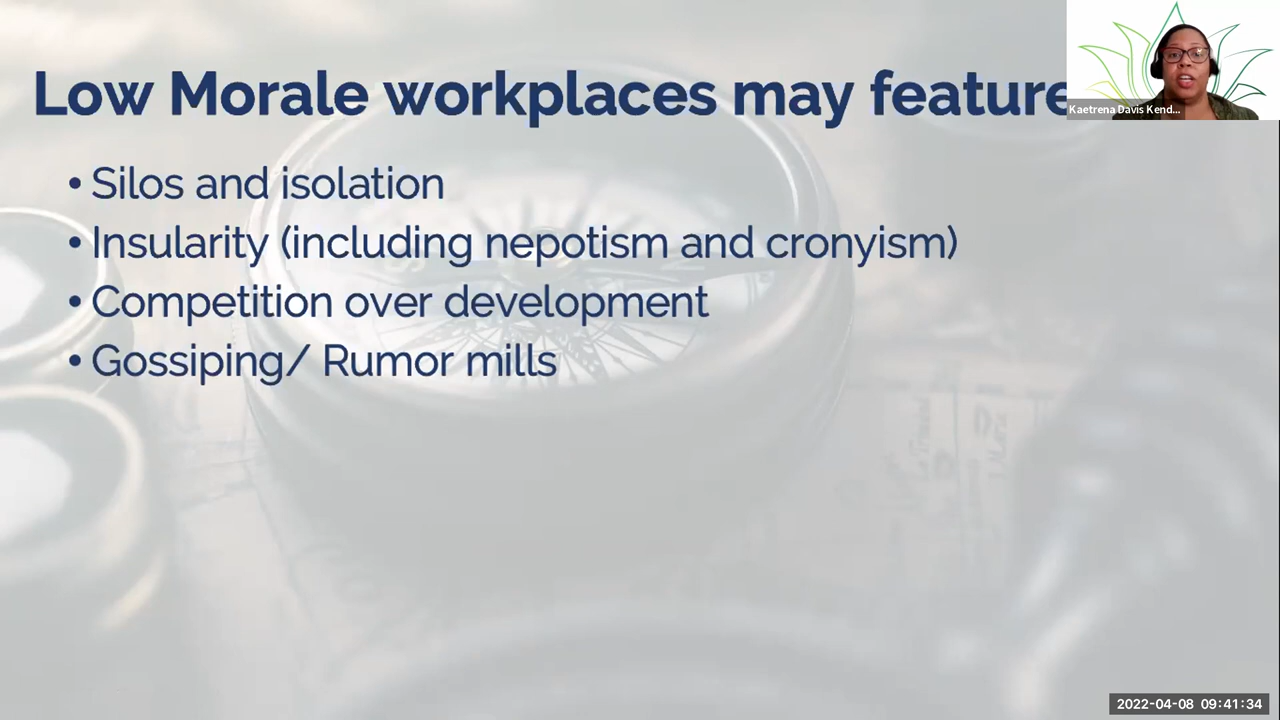 Low Morale workplaces may feature
• Silos and isolation
• Insularity (including nepotism and cronyism)
• Competition over development
• Gossiping/ Rumor mills
Kaetrena Davis Kend...
2022-04-08 09:41:34